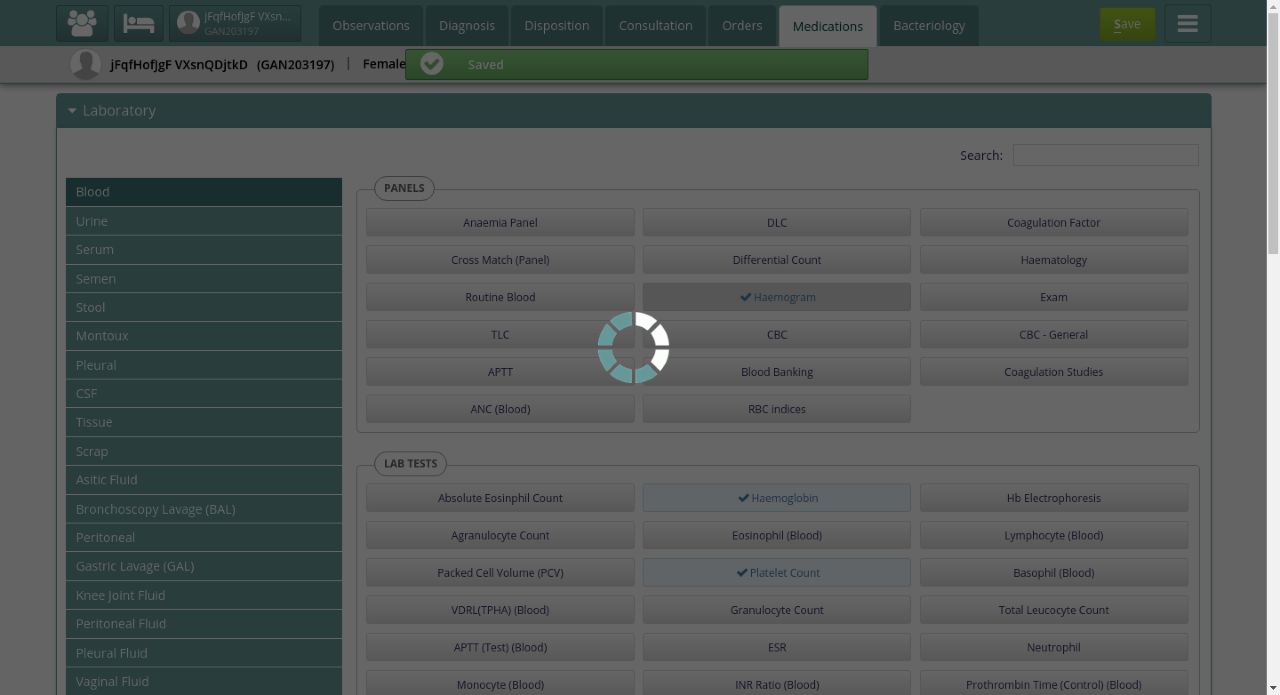 jFqfHofJgF VXsn...
GAN203197
Observations
Diagnosis
Disposition
Consultation
Orders
Medications
Bacteriology
Save
jFqfHofJgF VXsnQDjtkD (GAN203197) | Female
Saved
Laboratory
Search:
Blood
Urine
Serum
Semen
Stool
Montoux
Pleural
CSF
Tissue
Scrap
Asitic Fluid
Bronchoscopy Lavage (BAL)
Peritoneal
Gastric Lavage (GAL)
Knee Joint Fluid
Peritoneal Fluid
Pleural Fluid
Vaginal Fluid
PANELS
Anaemia Panel
DLC
Coagulation Factor
Cross Match (Panel)
Differential Count
Haematology
Routine Blood
Haemogram
Exam
TLC
CBC
CBC - General
APTT
Blood Banking
Coagulation Studies
ANC (Blood)
RBC indices
LAB TESTS
Absolute Eosinphil Count
Haemoglobin
Hb Electrophoresis
Agranulocyte Count
Eosinophil (Blood)
Lymphocyte (Blood)
Packed Cell Volume (PCV)
Platelet Count
Basophil (Blood)
VDRL(TPHA) (Blood)
Granulocyte Count
Total Leucocyte Count
APTT (Test) (Blood)
ESR
Neutrophil
Monocyte (Blood)
INR Ratio (Blood)
Prothrombin Time (Control) (Blood)